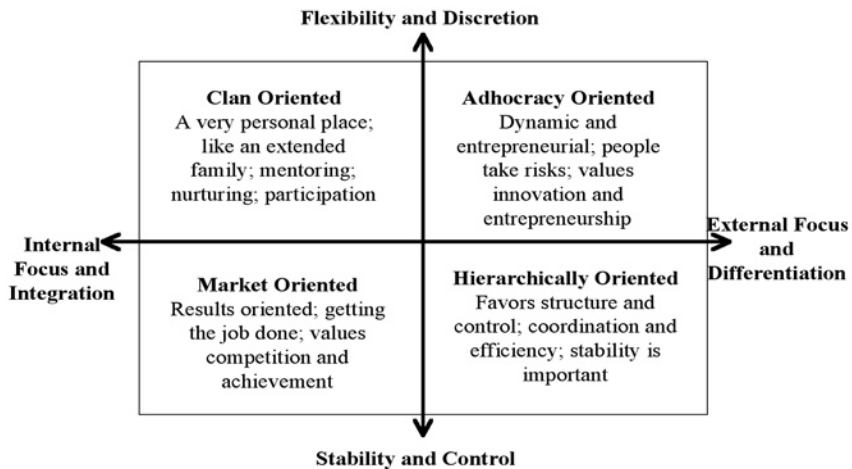 Flexibility and Discretion
Clan Oriented
A very personal place;
like an extended
family; mentoring;
nurturing; participation
Adhocracy Oriented
Dynamic and
entrepreneurial; people
take risks; values
innovation and
entrepreneurship
Internal
Focus and
Integration
External Focus
and
Differentiation
Market Oriented
Results oriented; getting
the job done; values
competition and
achievement
Hierarchically Oriented
Favors structure and
control; coordination and
efficiency; stability is
important
Stability and Control